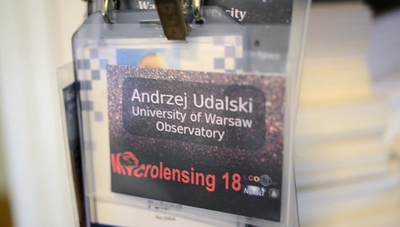 Andrzej Udalski
University of Warsaw
Observatory
Microlensing 18